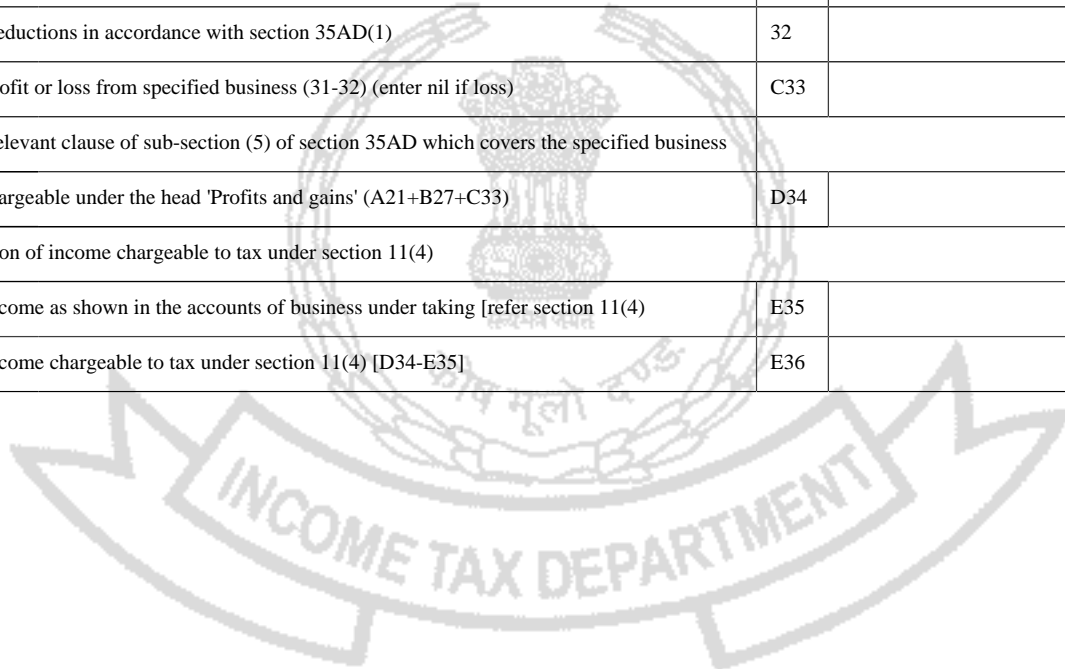 eductions in accordance with section 35AD(1) 32
ofit or loss from specified business (31-32) (enter nil if loss) C33
elevant clause of sub-section (5) of section 35AD which covers the specified business
argeable under the head 'Profits and gains' (A21+B27+C33) D34
on of income chargeable to tax under section 11(4)
come as shown in the accounts of business under taking [refer section 11(4) E35
come chargeable to tax under section 11(4) [D34-E35] E36
सत्यमेव जयते
कोष मूलो दण्डः
INCOME TAX DEPARTMENT